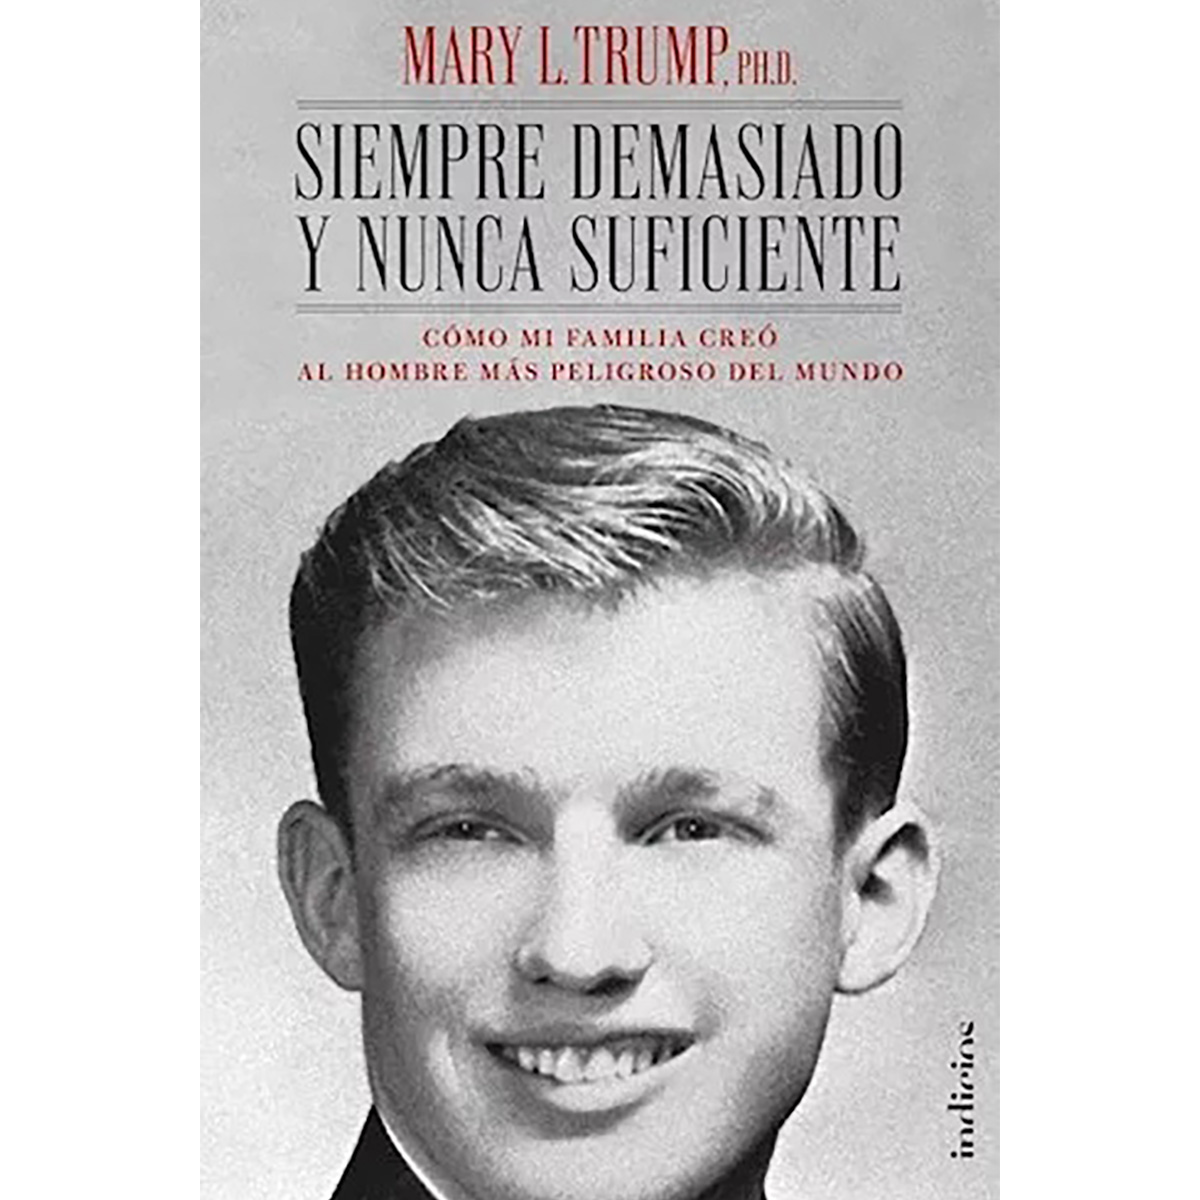 MARY L. TRUMP, PH.D.
SIEMPRE DEMASIADO
Y NUNCA SUFICIENTE
CÓMO MI FAMILIA CREÓ
AL HOMBRE MÁS PELIGROSO DEL MUNDO
indicios